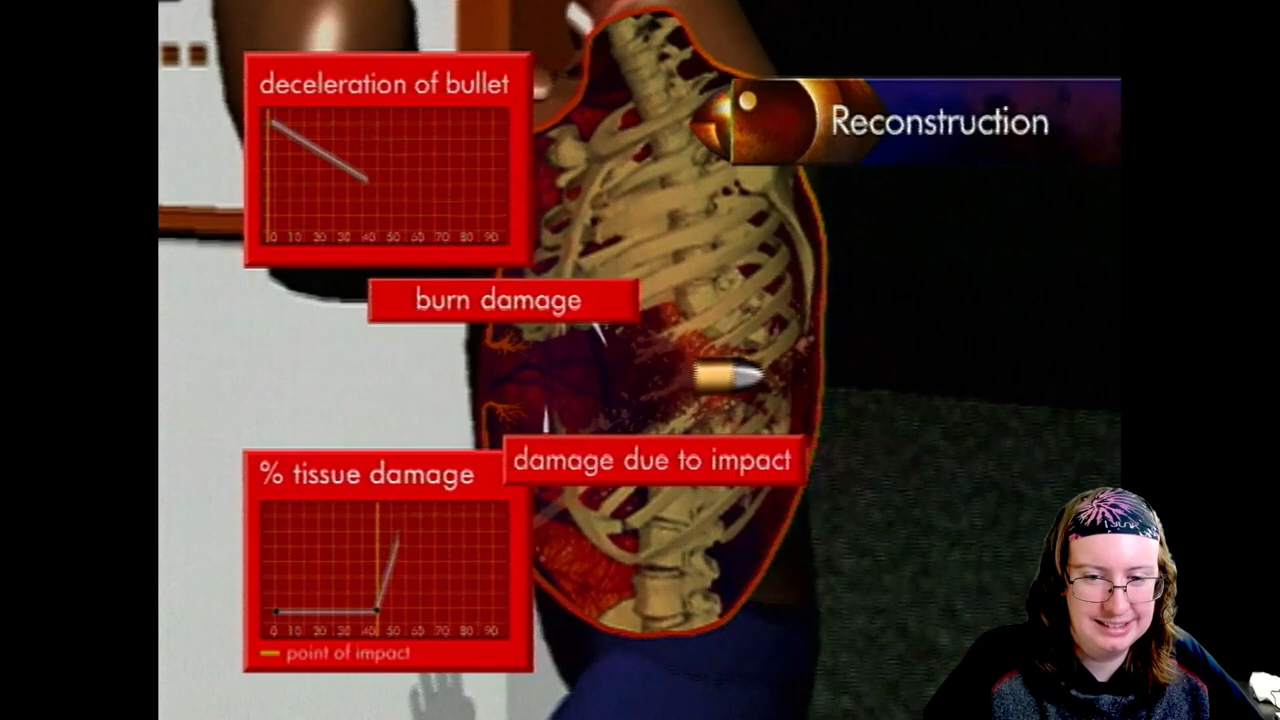 deceleration of bullet
0 10 20 30 40 50 60 70 80 90
Reconstruction
burn damage
damage due to impact
% tissue damage
0 10 20 30 40 50 60 70 80 90
point of impact